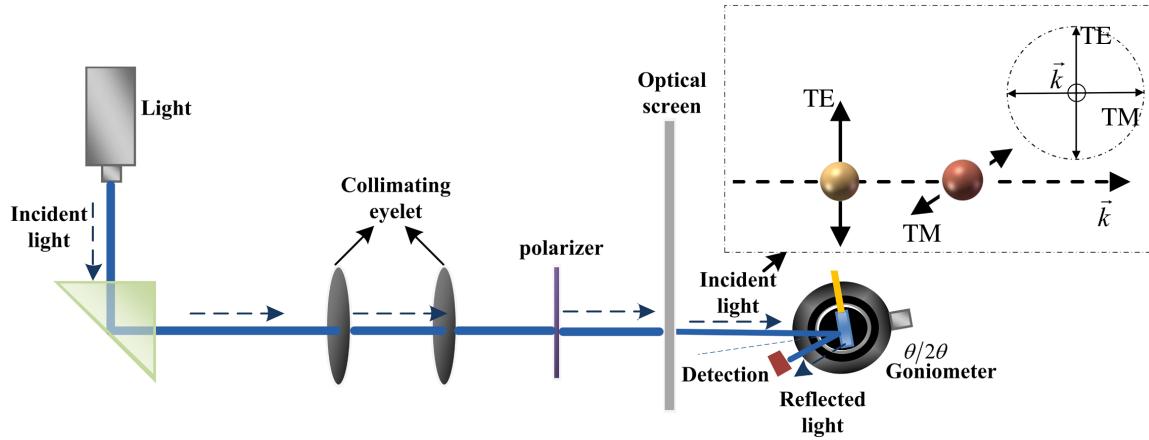 Light
Incident
light
Collimating
eyelet
polarizer
Optical
screen
TE
TM
k⃗
TE
k⃗
TM
Incident
light
Detection
Reflected
light
θ/2θ
Goniometer